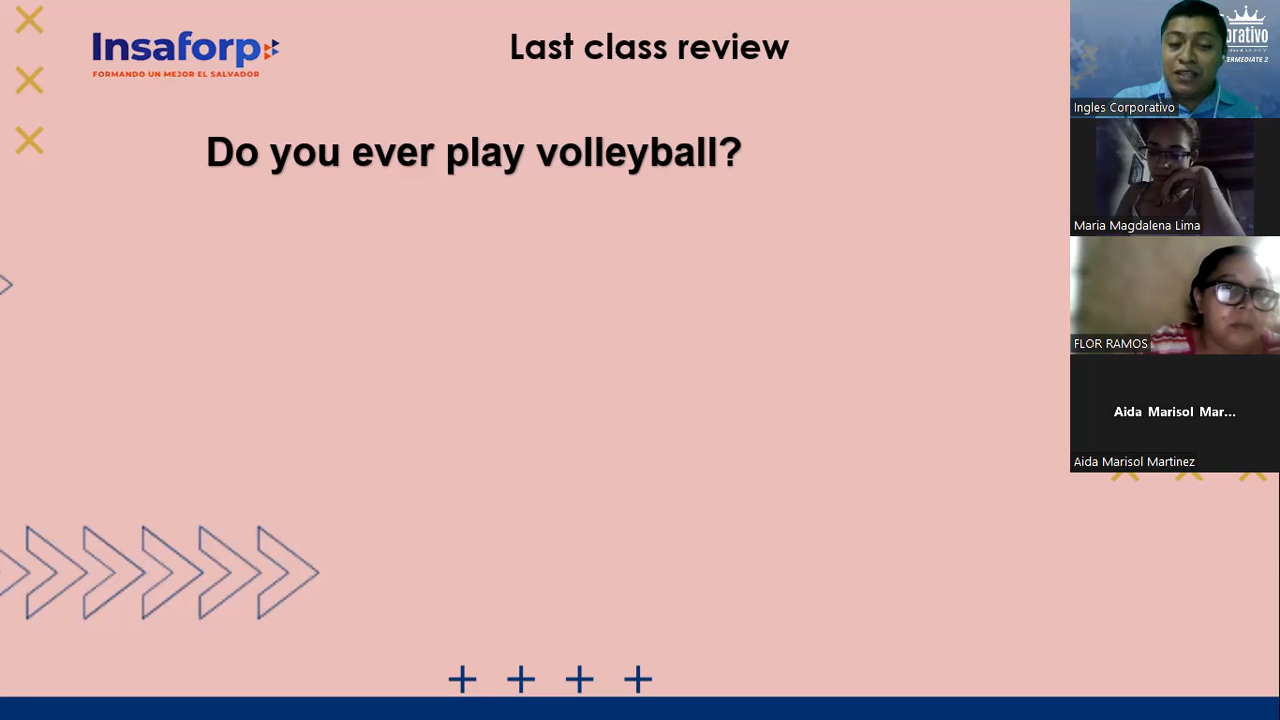 Insaforp
FORMANDO UN MEJOR EL SALVADOR
Last class review
Do you ever play volleyball?
Ingles Corporativo
Maria Magdalena Lima
FLOR RAMOS
Aida Marisol Mar...
Aida Marisol Martinez